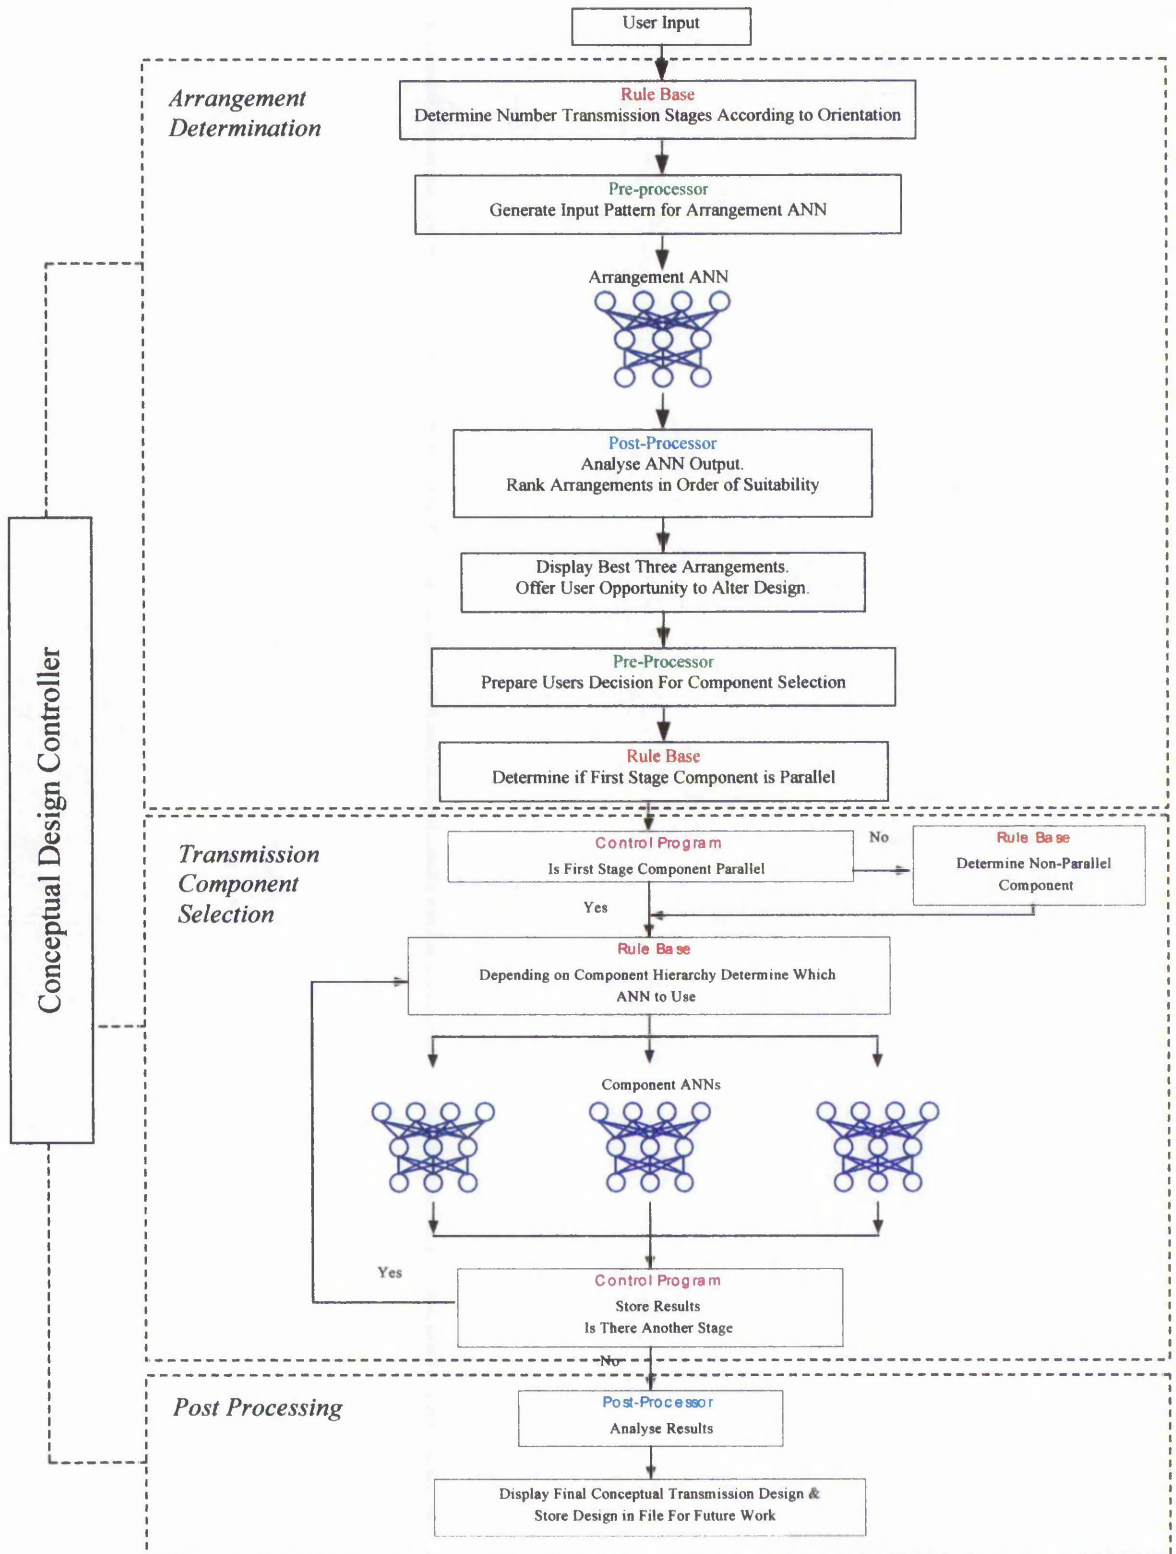 User Input
Arrangement
Determination
Rule Base
Determine Number Transmission Stages According to Orientation
Pre-processor
Generate Input Pattern for Arrangement ANN
Arrangement ANN
Post-Processor
Analyse ANN Output.
Rank Arrangements in Order of Suitability
Display Best Three Arrangements.
Offer User Opportunity to Alter Design.
Pre-Processor
Prepare Users Decision For Component Selection
Rule Base
Determine if First Stage Component is Parallel
Conceptual Design Controller
Transmission
Component
Selection
Control Program
Is First Stage Component Parallel
No
Rule Base
Determine Non-Parallel
Component
Yes
Rule Base
Depending on Component Hierarchy Determine Which
ANN to Use
Component ANNs
Yes
Control Program
Store Results
Is There Another Stage
No
Post Processing
Post-Processor
Analyse Results
Display Final Conceptual Transmission Design &
Store Design in File For Future Work